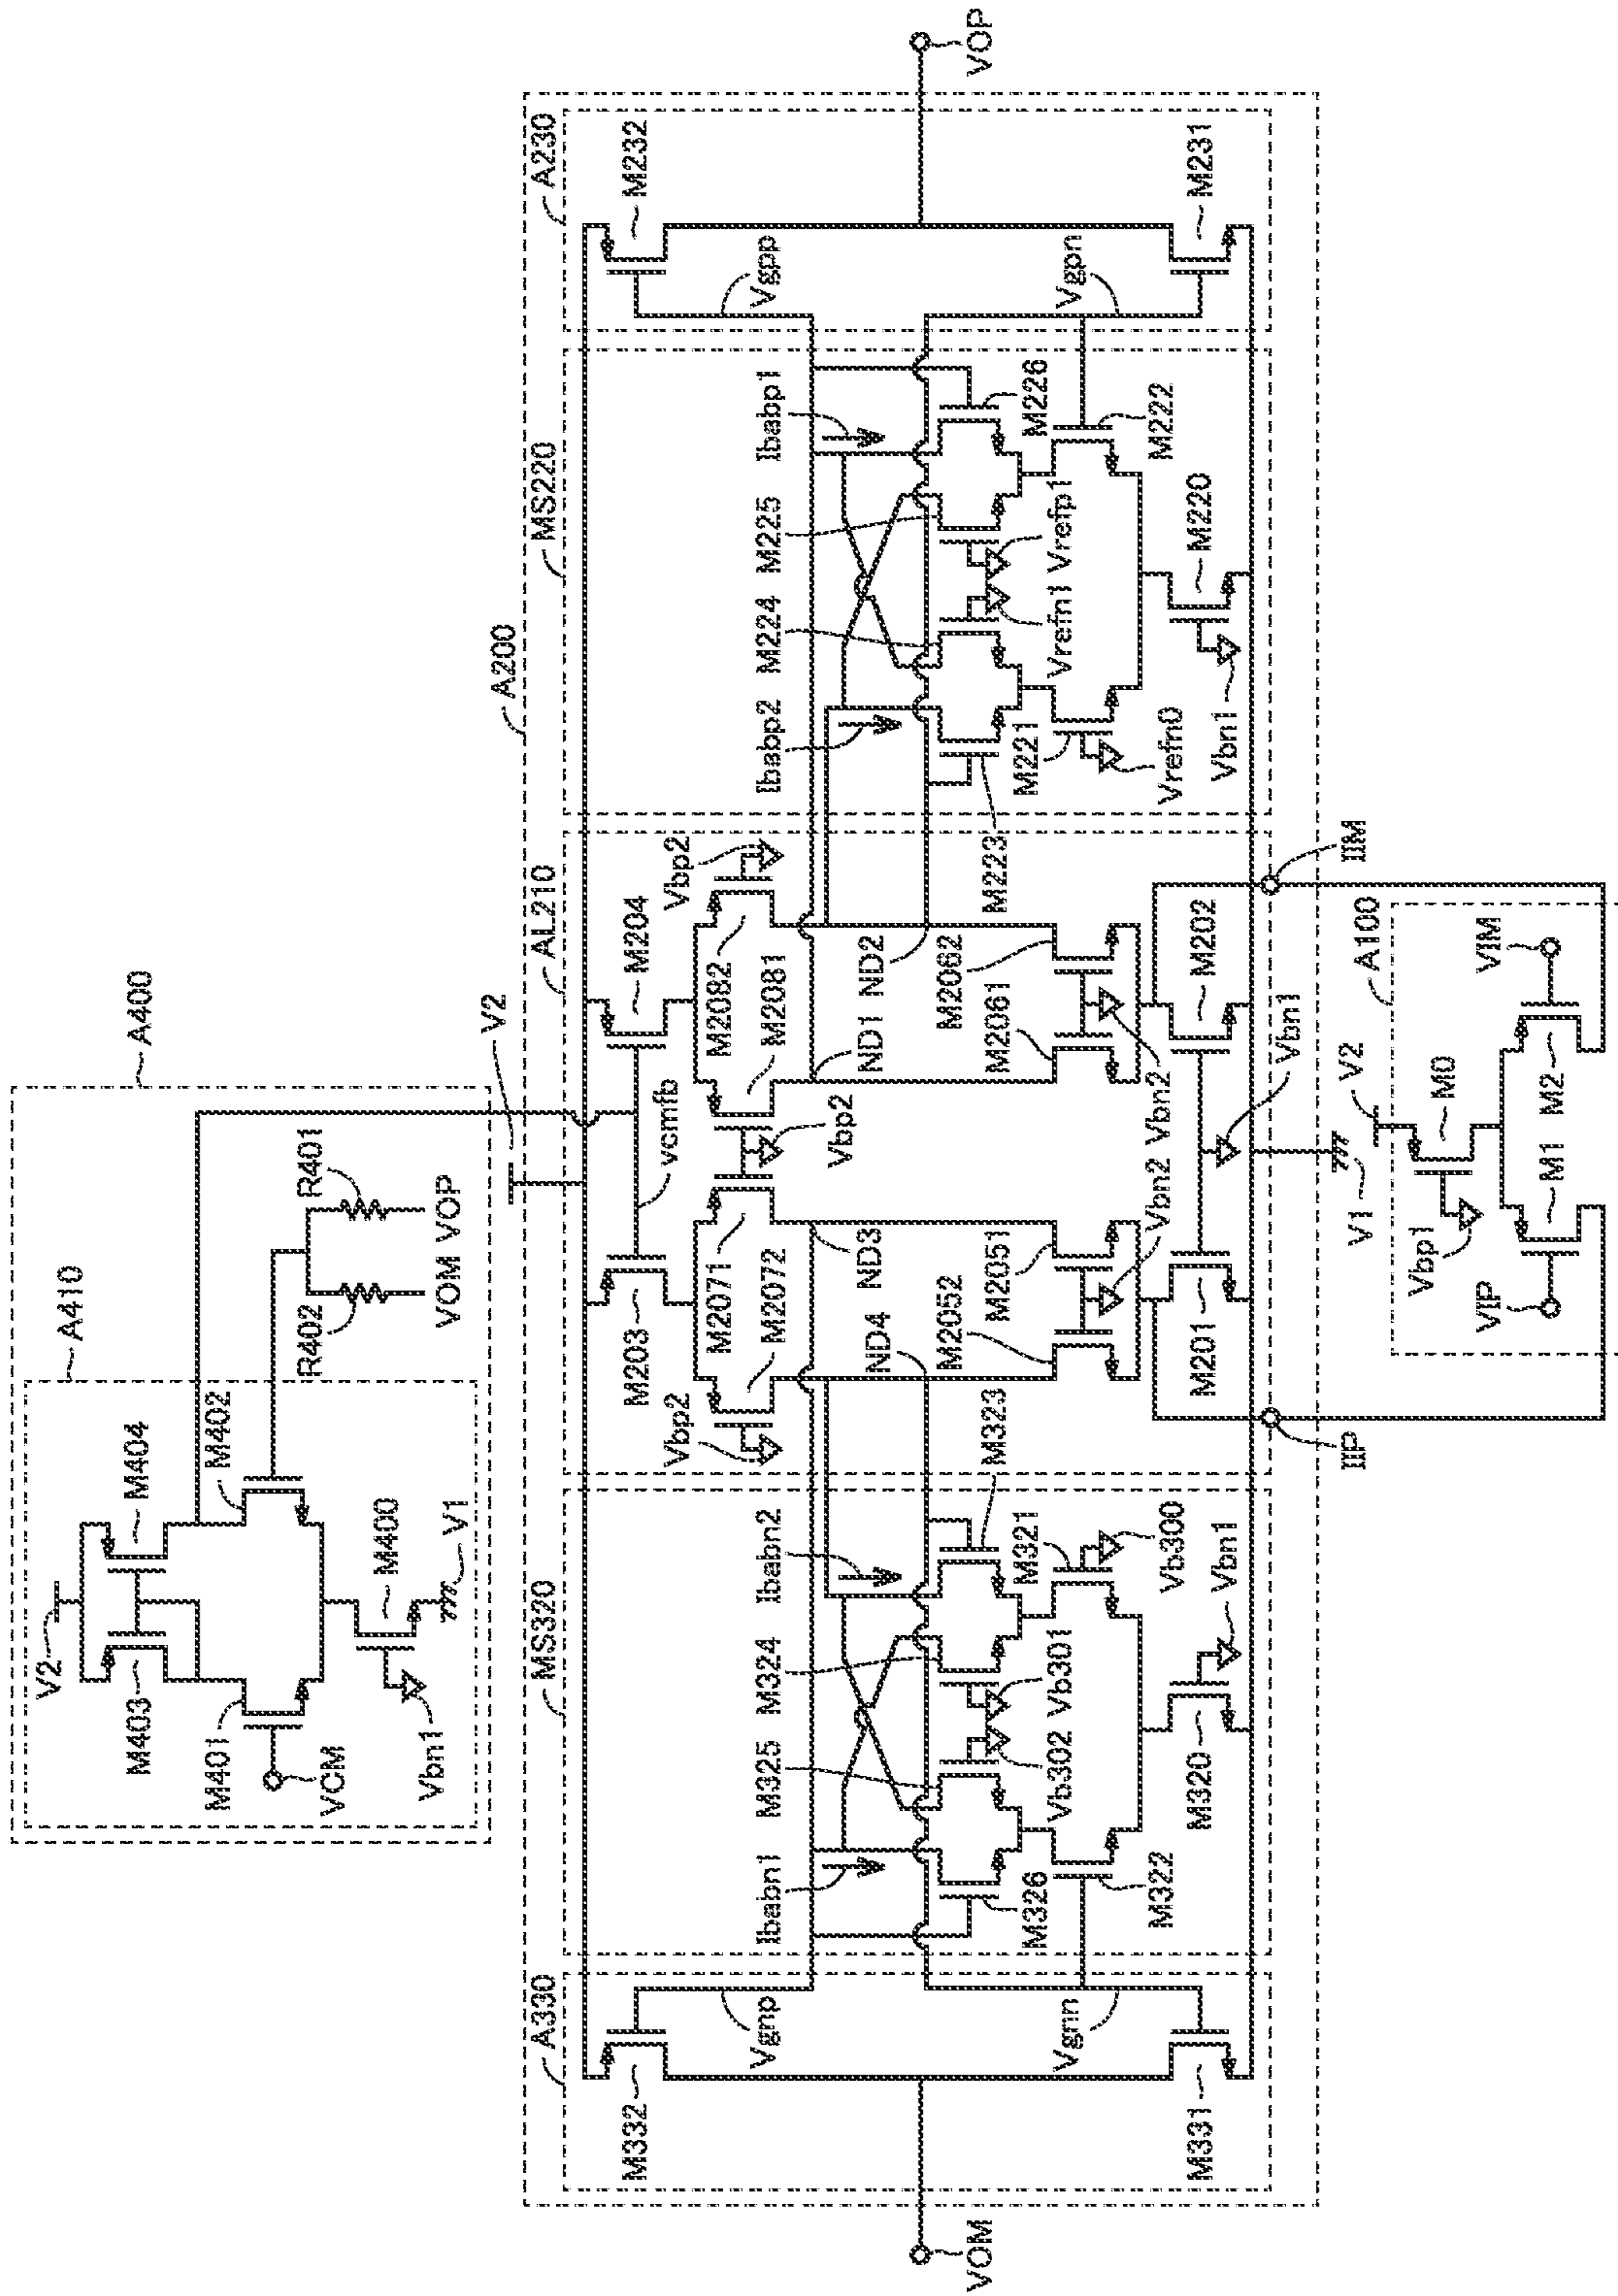 A400
A410
V2
M403
M404
M401
M402
VCM
M400
Vbn1
V1
R402
R401
VOM
VOP
V2
A200
A330
MS320
AL210
MS220
A230
M332
M203
vcmfb
M204
M232
Vbp2
M2072
M2071
Vbp2
M2081
M2082
Vbp2
Vgnp
Ibabn1
M325
M324
Ibabn2
ND4
ND3
ND1
ND2
Ibabp2
M224
M225
Ibabp1
Vgpp
VOM
VOP
M326
Vb302
Vb301
M323
M2052
M2051
M2061
M2062
M223
Vrefn1
Vrefp1
M226
Vgnn
M322
M321
Vb300
Vbn2
Vbn2
M221
Vrefn0
M222
Vgpn
M331
M320
Vbn1
M201
M202
Vbn1
Vbn1
M220
M231
IIP
V1
IIM
V2
A100
Vbp1
M0
VIP
M1
M2
VIM